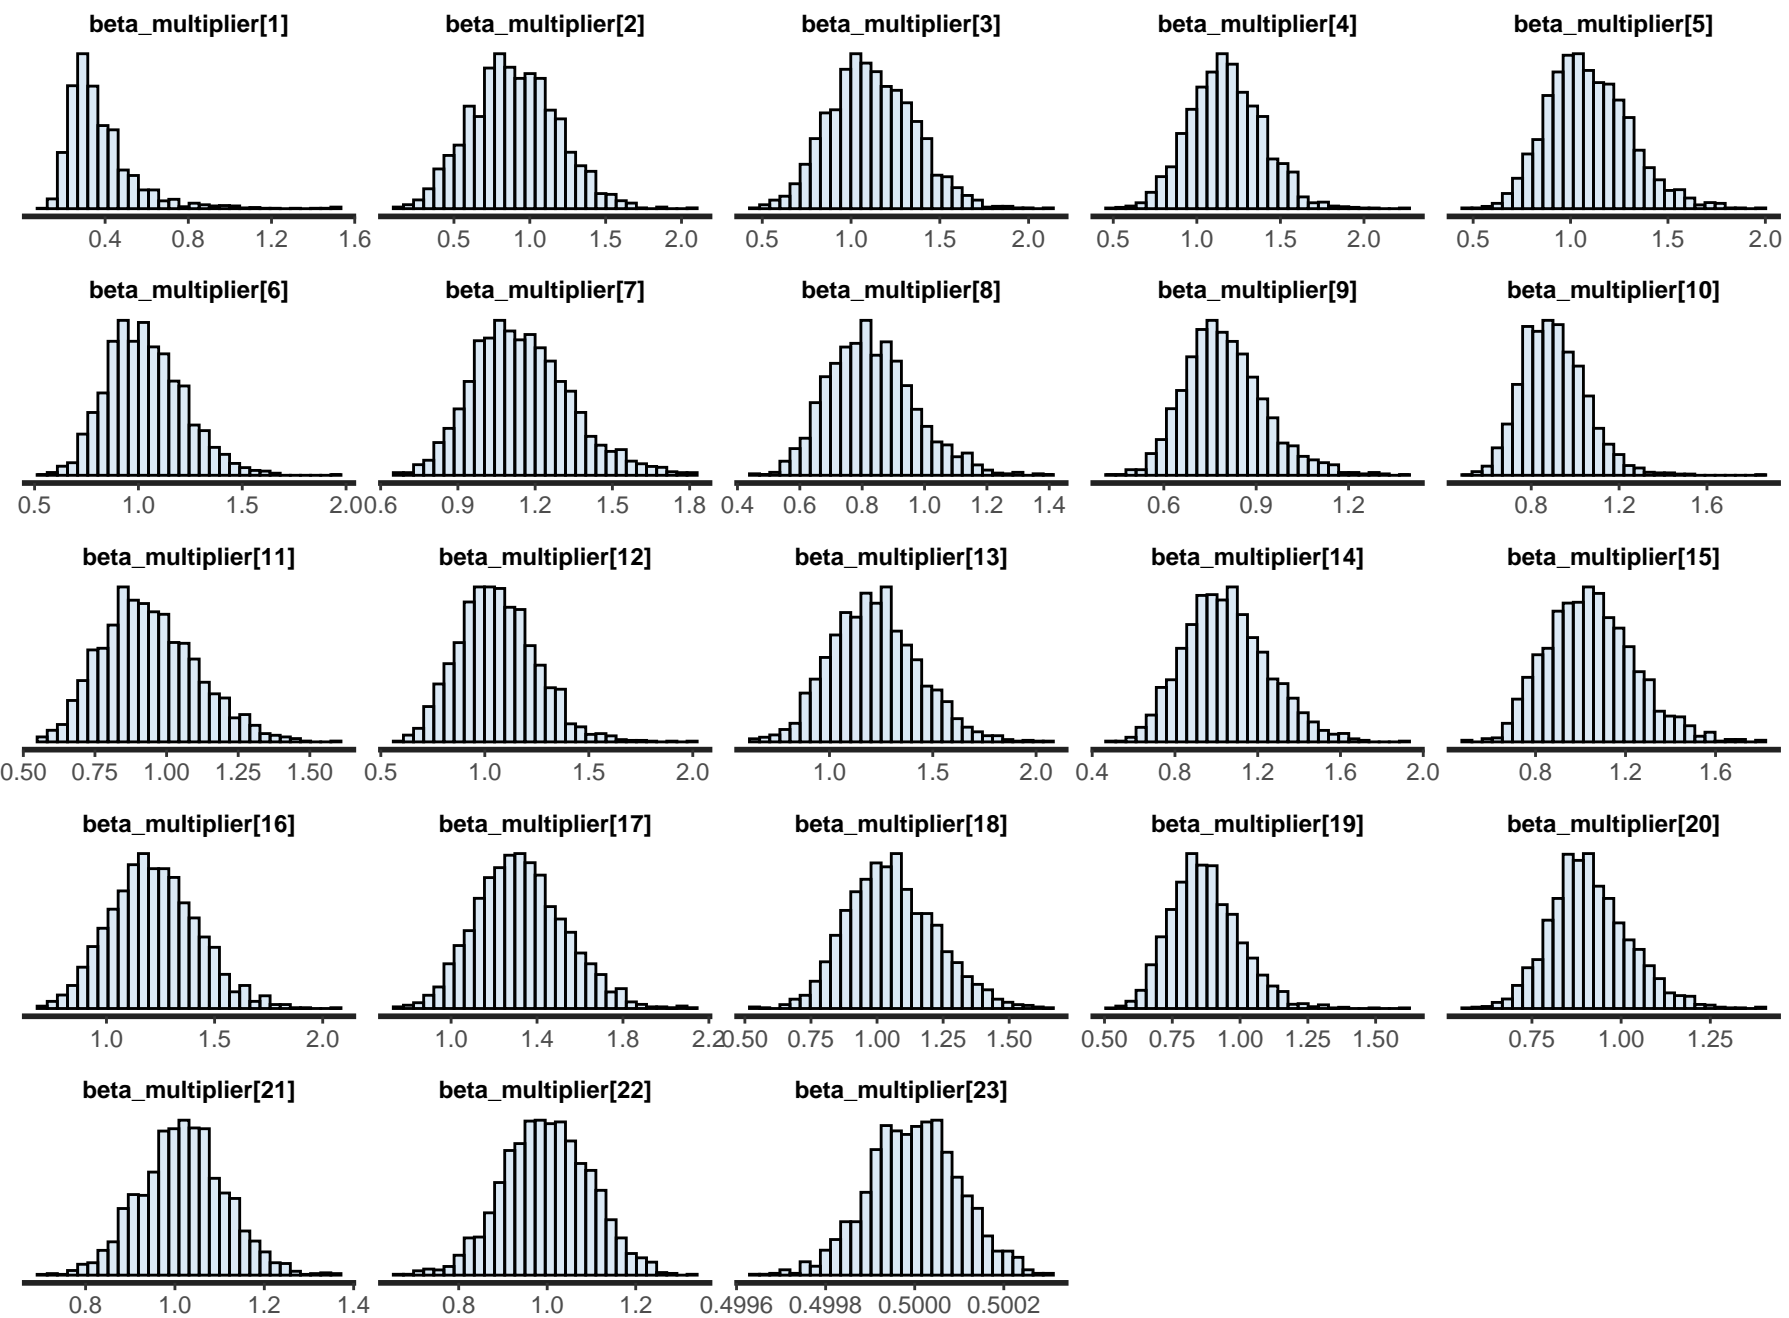 beta_multiplier[1] beta_multiplier[2] beta_multiplier[3] beta_multiplier[4] beta_multiplier[5]
0.4 0.8 1.2 1.6 0.5 1.0 1.5 2.0 0.5 1.0 1.5 2.0 0.5 1.0 1.5 2.0 0.5 1.0 1.5 2.0
beta_multiplier[6] beta_multiplier[7] beta_multiplier[8] beta_multiplier[9] beta_multiplier[10]
0.5 1.0 1.5 2.0 0.6 0.9 1.2 1.5 1.8 0.4 0.6 0.8 1.0 1.2 1.4 0.6 0.9 1.2 0.8 1.2 1.6
beta_multiplier[11] beta_multiplier[12] beta_multiplier[13] beta_multiplier[14] beta_multiplier[15]
0.50 0.75 1.00 1.25 1.50 0.5 1.0 1.5 2.0 1.0 1.5 2.0 0.4 0.8 1.2 1.6 2.0 0.8 1.2 1.6
beta_multiplier[16] beta_multiplier[17] beta_multiplier[18] beta_multiplier[19] beta_multiplier[20]
1.0 1.5 2.0 1.0 1.4 1.8 2.2 0.50 0.75 1.00 1.25 1.50 0.50 0.75 1.00 1.25 1.50 0.75 1.00 1.25
beta_multiplier[21] beta_multiplier[22] beta_multiplier[23]
0.8 1.0 1.2 1.4 0.8 1.0 1.2 0.4996 0.4998 0.5000 0.5002